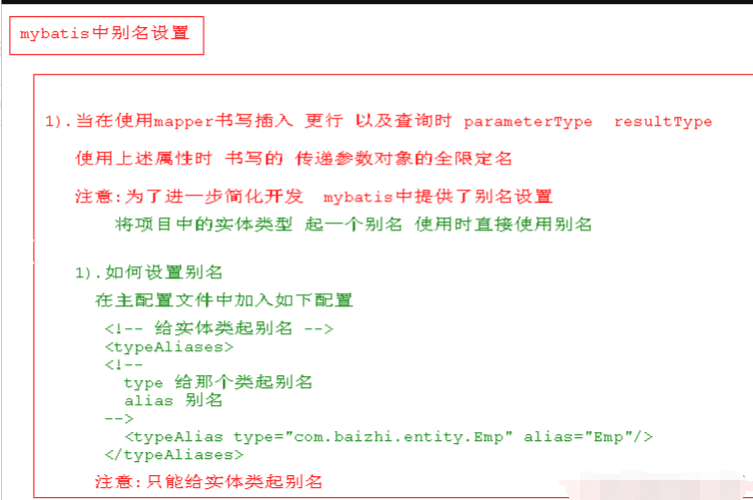 mybatis中别名设置
1).当在使用mapper书写插入 更行 以及查询时 parameterType resultType
使用上述属性时 书写的 传递参数对象的全限定名
注意:为了进一步简化开发 mybatis中提供了别名设置
将项目中的实体类型 起一个别名 使用时直接使用别名
1).如何设置别名
在主配置文件中加入如下配置
<!-- 给实体类起别名 -->
<typeAliases>
<!--
type 给那个类起别名
alias 别名
-->
<typeAlias type="com.baizhi.entity.Emp" alias="Emp"/>
</typeAliases>
注意:只能给实体类起别名